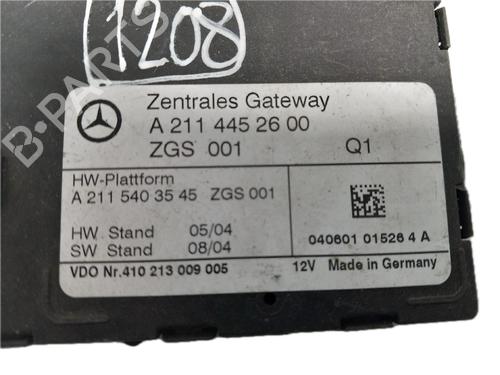 1208
B-PARTS
Zentrales Gateway
A 211 445 26 00
ZGS 001 Q1
HW-Plattform
A 211 540 35 45 ZGS 001
HW Stand 05/04
SW Stand 08/04
040601 01526 4 A
VDO Nr.410 213 009 005 12V Made in Germany